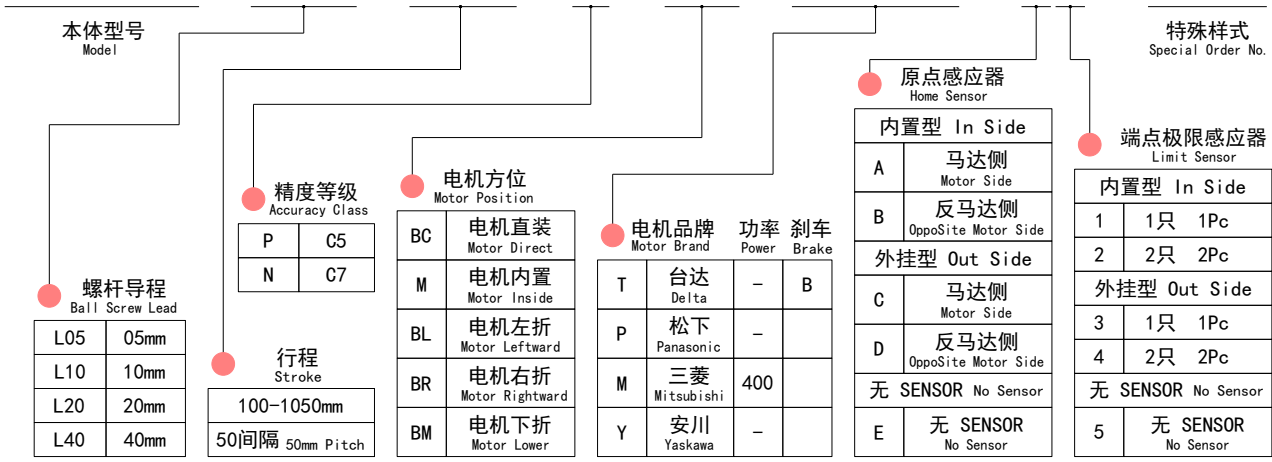 本体型号
Model
特殊样式
Special Order No.
螺杆导程
Ball Screw Lead
L05 05mm
L10 10mm
L20 20mm
L40 40mm
行程
Stroke
100-1050mm
50间隔 50mm Pitch
精度等级
Accuracy Class
P C5
N C7
电机方位
Motor Position
BC 电机直装
Motor Direct
M 电机内置
Motor Inside
BL 电机左折
Motor Leftward
BR 电机右折
Motor Rightward
BM 电机下折
Motor Lower
电机品牌 功率 刹车
Motor Brand Power Brake
T 台达 - B
Delta
P 松下 -
Panasonic
M 三菱 400
Mitsubishi
Y 安川 -
Yaskawa
原点感应器
Home Sensor
内置型 In Side
A 马达侧
Motor Side
B 反马达侧
OppoSite Motor Side
外挂型 Out Side
C 马达侧
Motor Side
D 反马达侧
OppoSite Motor Side
无 SENSOR No Sensor
E 无 SENSOR
No Sensor
端点极限感应器
Limit Sensor
内置型 In Side
1 1只 1Pc
2 2只 2Pc
外挂型 Out Side
3 1只 1Pc
4 2只 2Pc
无 SENSOR No Sensor
5 无 SENSOR
No Sensor